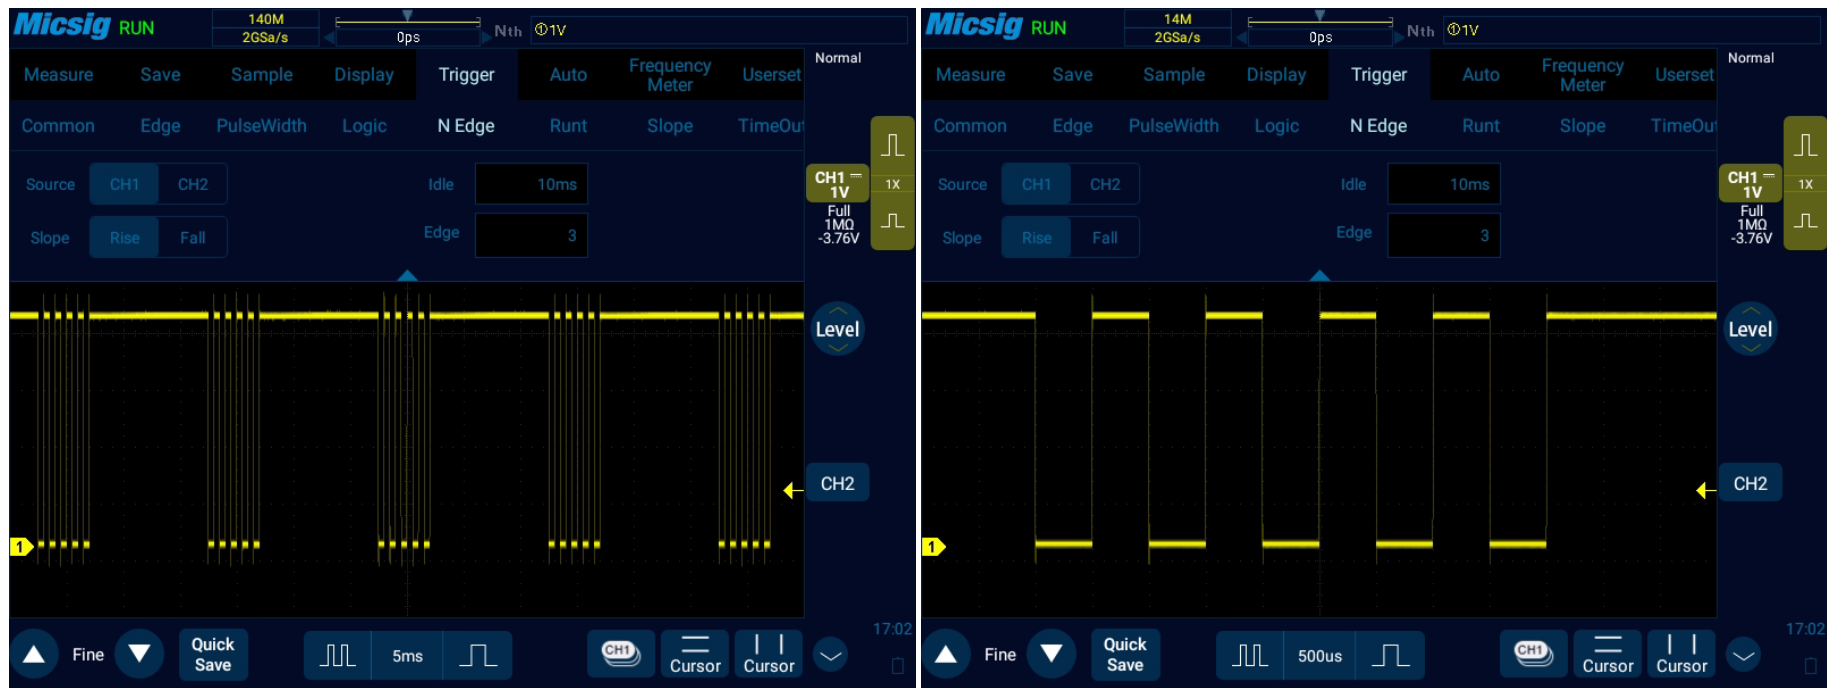 Micsig RUN 140M 2GSa/s 0ps Nth ①1V
Measure Save Sample Display Trigger Auto Frequency Meter Userset Normal
Common Edge PulseWidth Logic N Edge Runt Slope TimeOu
Source CH1 CH2 Idle 10ms CH1 1V 1X
Full
1MΩ
-3.76V
Slope Rise Fall Edge 3
Level
CH2
1
17:02
Fine Quick Save 5ms CH1 Cursor Cursor
Micsig RUN 14M 2GSa/s 0ps Nth ①1V
Measure Save Sample Display Trigger Auto Frequency Meter Userset Normal
Common Edge PulseWidth Logic N Edge Runt Slope TimeOu
Source CH1 CH2 Idle 10ms CH1 1V 1X
Full
1MΩ
-3.76V
Slope Rise Fall Edge 3
Level
CH2
1
17:02
Fine Quick Save 500us CH1 Cursor Cursor